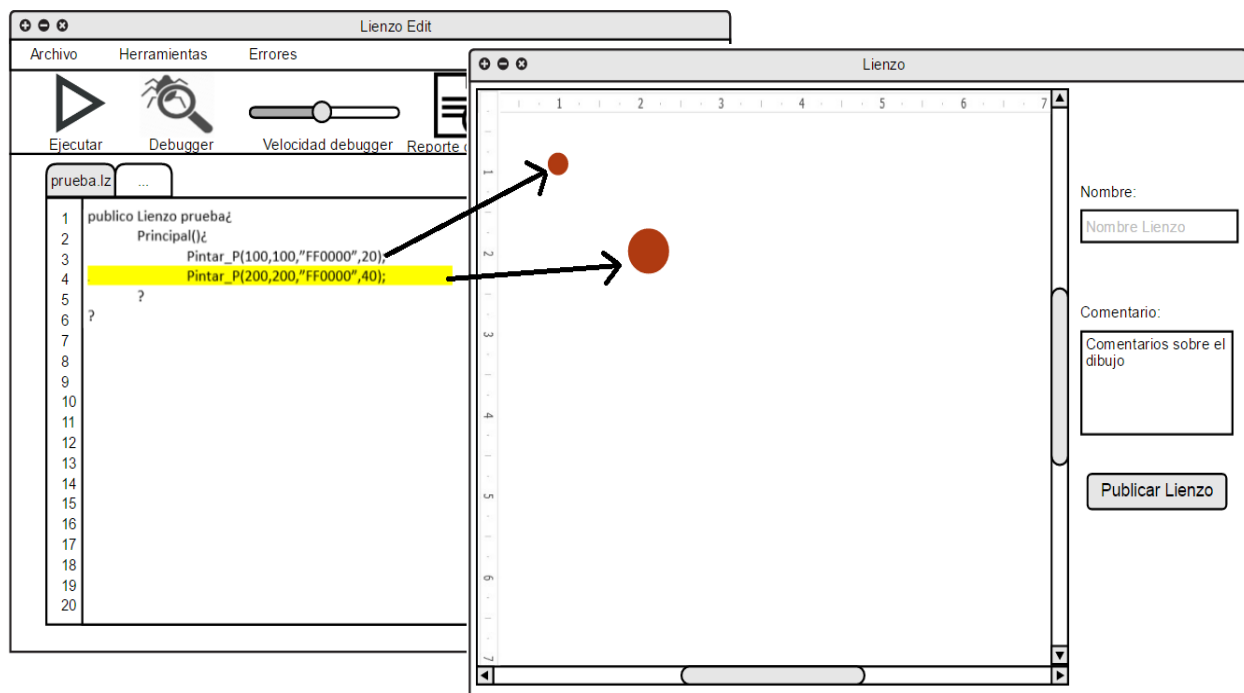 Lienzo Edit
Archivo Herramientas Errores
Ejecutar Debugger Velocidad debugger Reporte
prueba.lz ...
1 publico Lienzo prueba¿
2 Principal()¿
3 Pintar_P(100,100,"FF0000",20);
4 Pintar_P(200,200,"FF0000",40);
5 ?
6 ?
7
8
9
10
11
12
13
14
15
16
17
18
19
20
Lienzo
1 2 3 4 5 6 7
1
2
3
4
5
6
7
Nombre:
Nombre Lienzo
Comentario:
Comentarios sobre el
dibujo
Publicar Lienzo